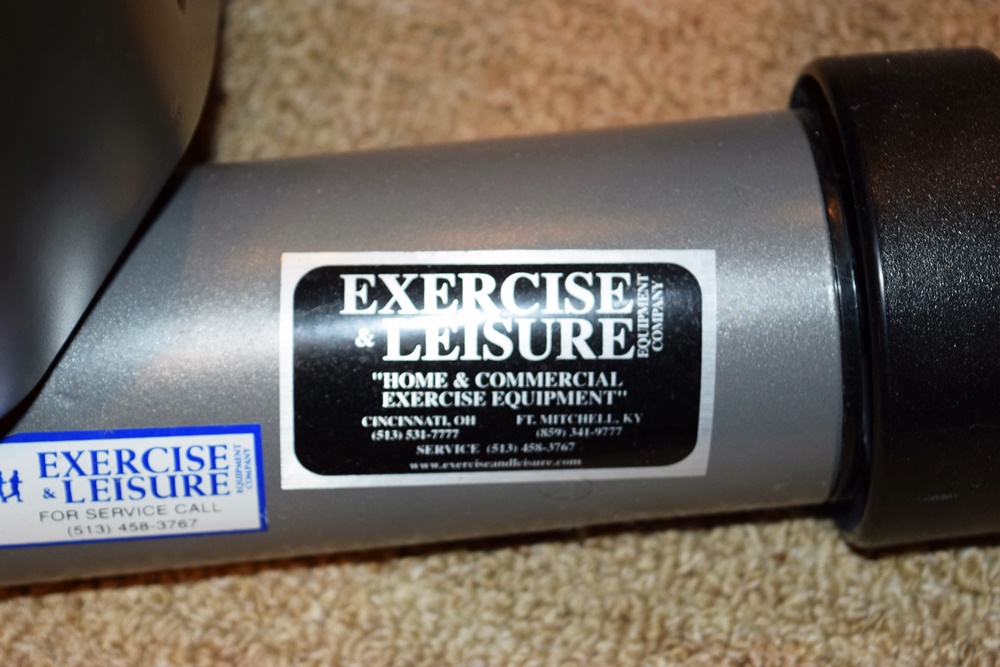 EXERCISE
& LEISURE
EQUIPMENT
COMPANY
"HOME & COMMERCIAL
EXERCISE EQUIPMENT"
CINCINNATI, OH FT. MITCHELL, KY
(513) 531-7777 (859) 341-9777
SERVICE (513) 458-3767
www.exerciseandleisure.com
EXERCISE
& LEISURE
EQUIPMENT
COMPANY
FOR SERVICE CALL
(513) 458-3767